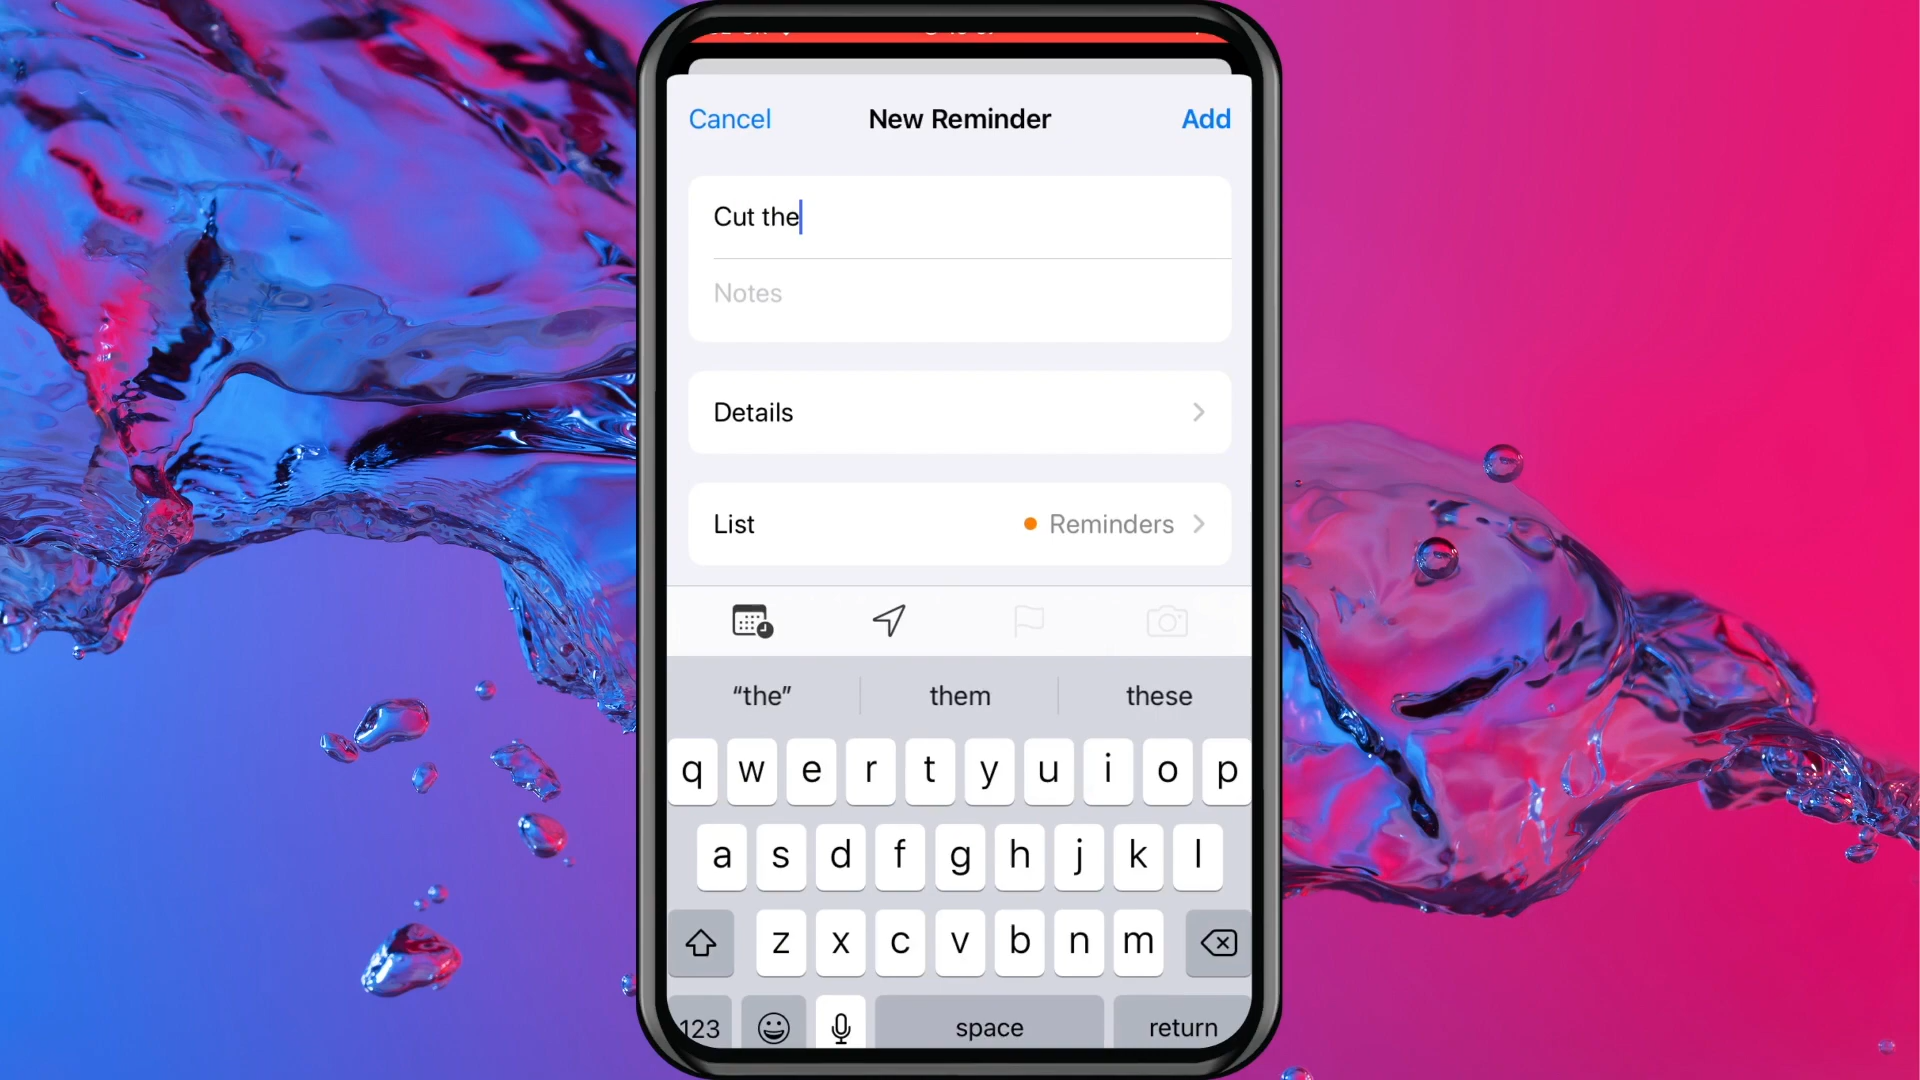 Cancel New Reminder Add
Cut the
Notes
Details
List Reminders
“the” them these
q w e r t y u i o p
a s d f g h j k l
z x c v b n m
123 space return